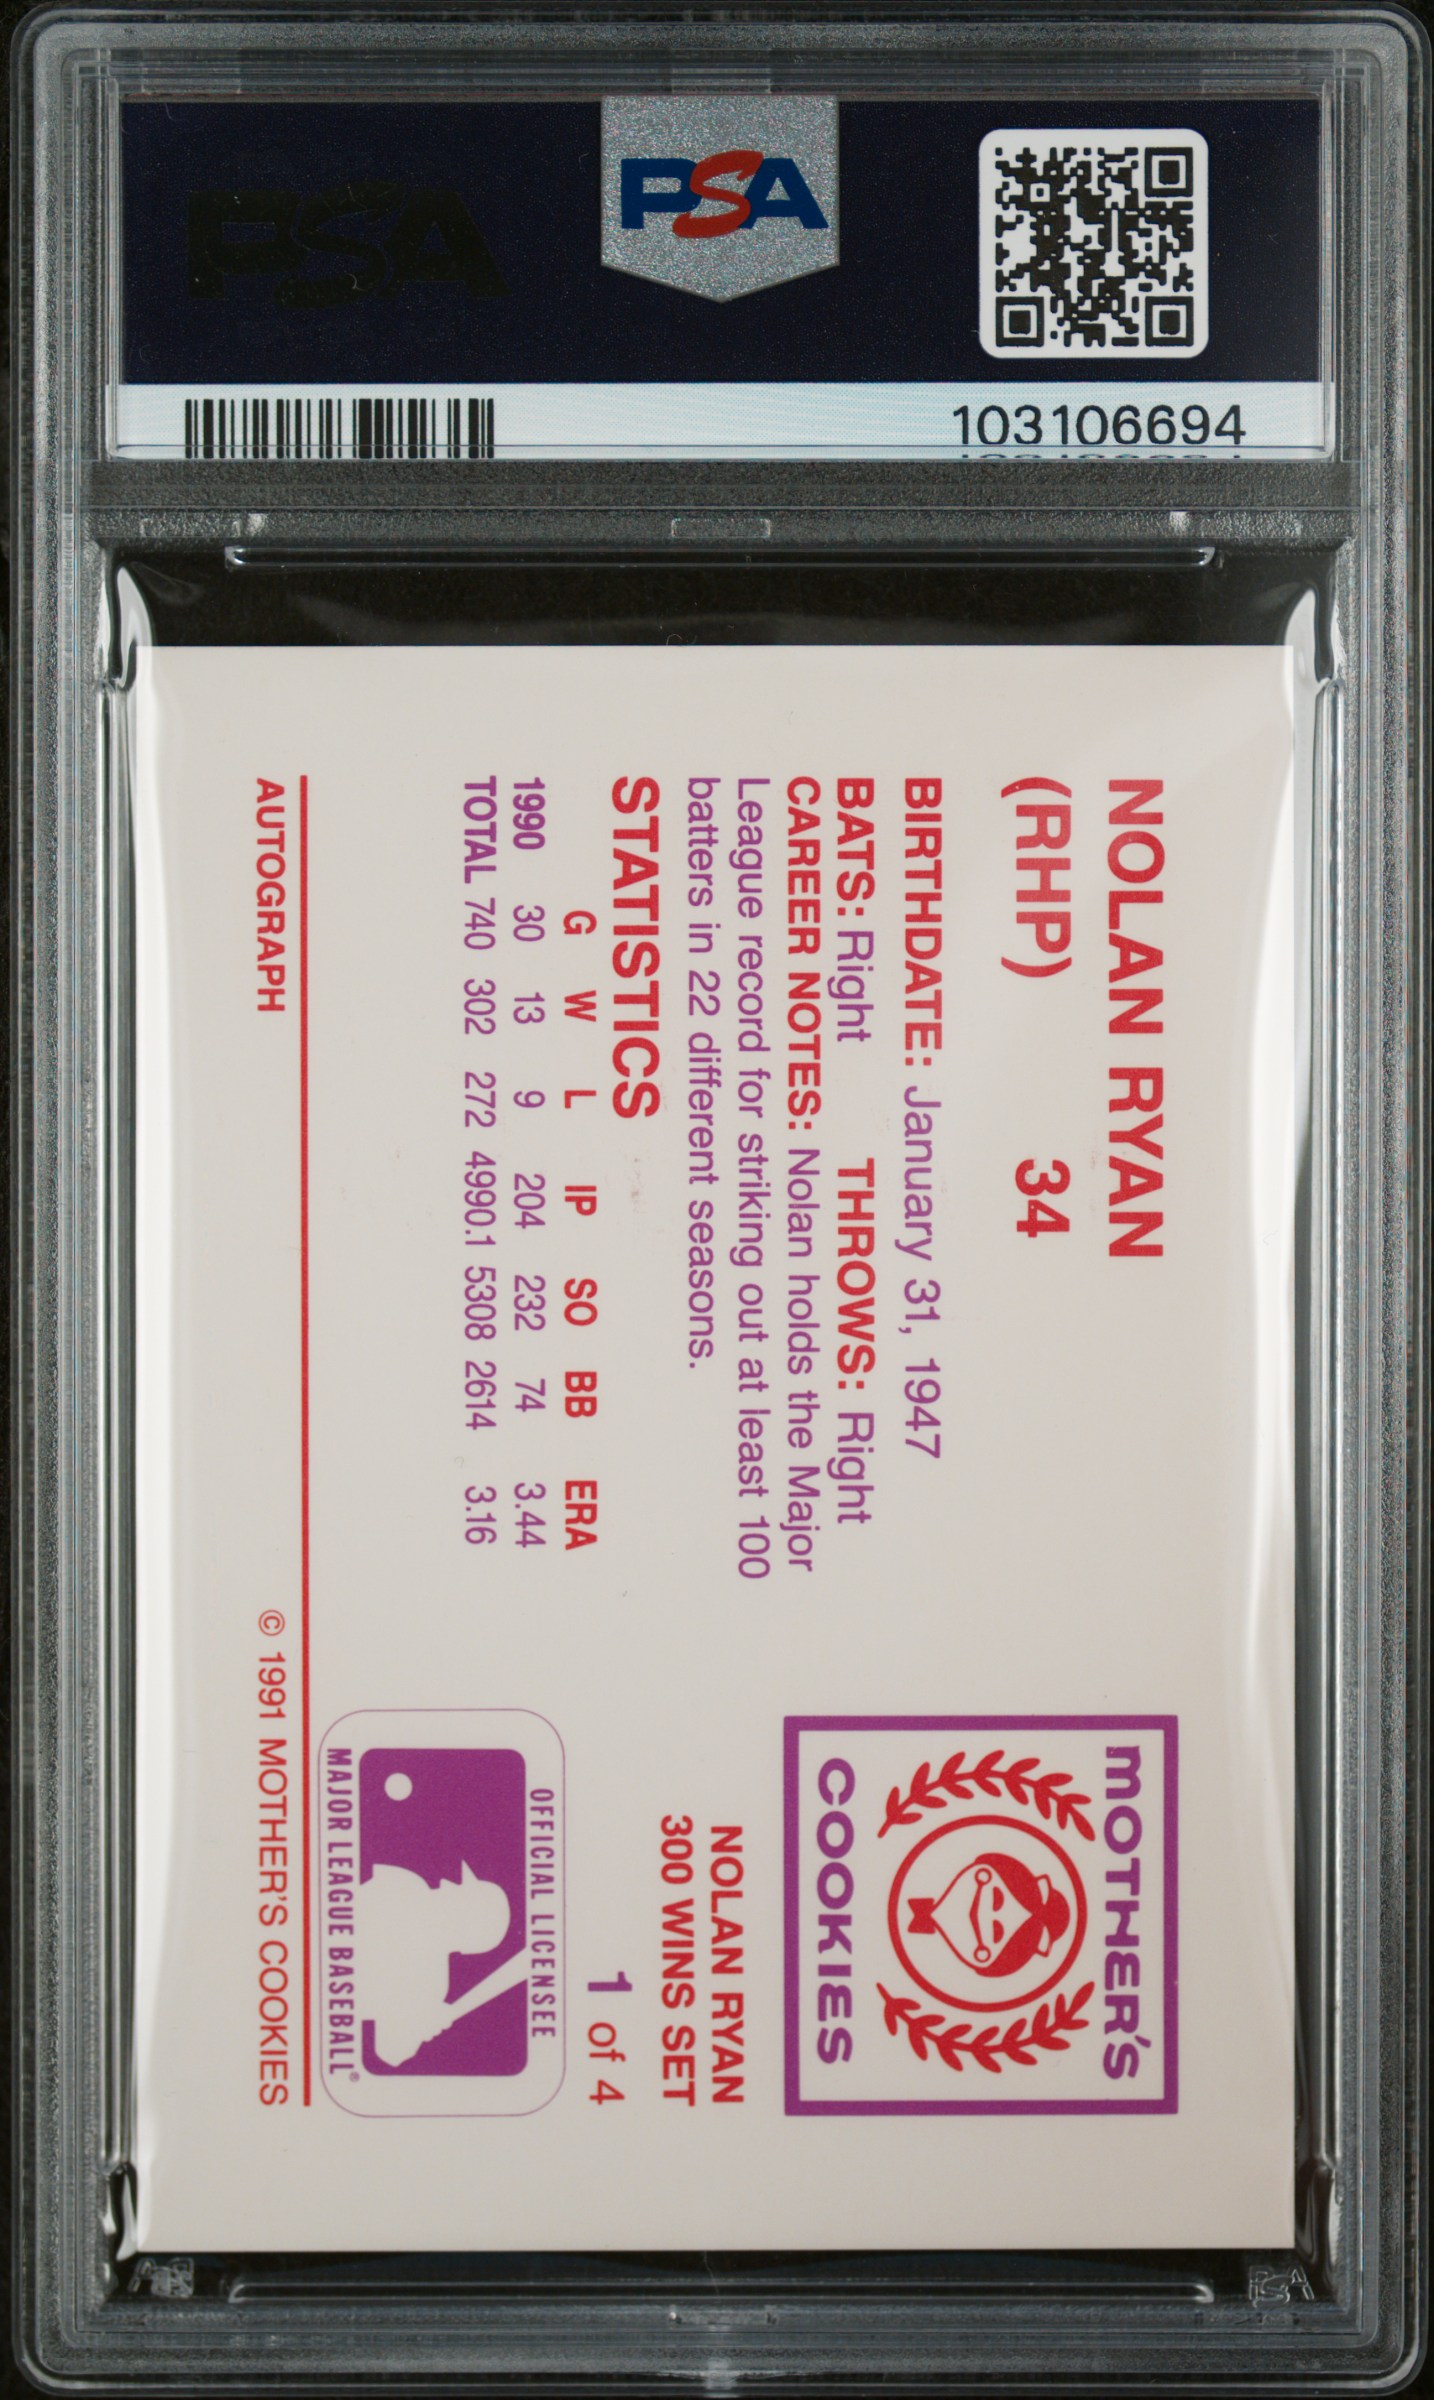 PSA
PSA
103106694
NOLAN RYAN
(RHP) 34
BIRTHDATE: January 31, 1947
BATS: Right THROWS: Right
CAREER NOTES: Nolan holds the Major
League record for striking out at least 100
batters in 22 different seasons.
STATISTICS
G W L IP SO BB ERA
1990 30 13 9 204 232 74 3.44
TOTAL 740 302 272 4990.1 5308 2614 3.16
AUTOGRAPH
© 1991 MOTHER'S COOKIES
MOTHER'S
COOKIES
NOLAN RYAN
300 WINS SET
1 of 4
OFFICIAL LICENSEE
MAJOR LEAGUE BASEBALL®
PSA
PSA